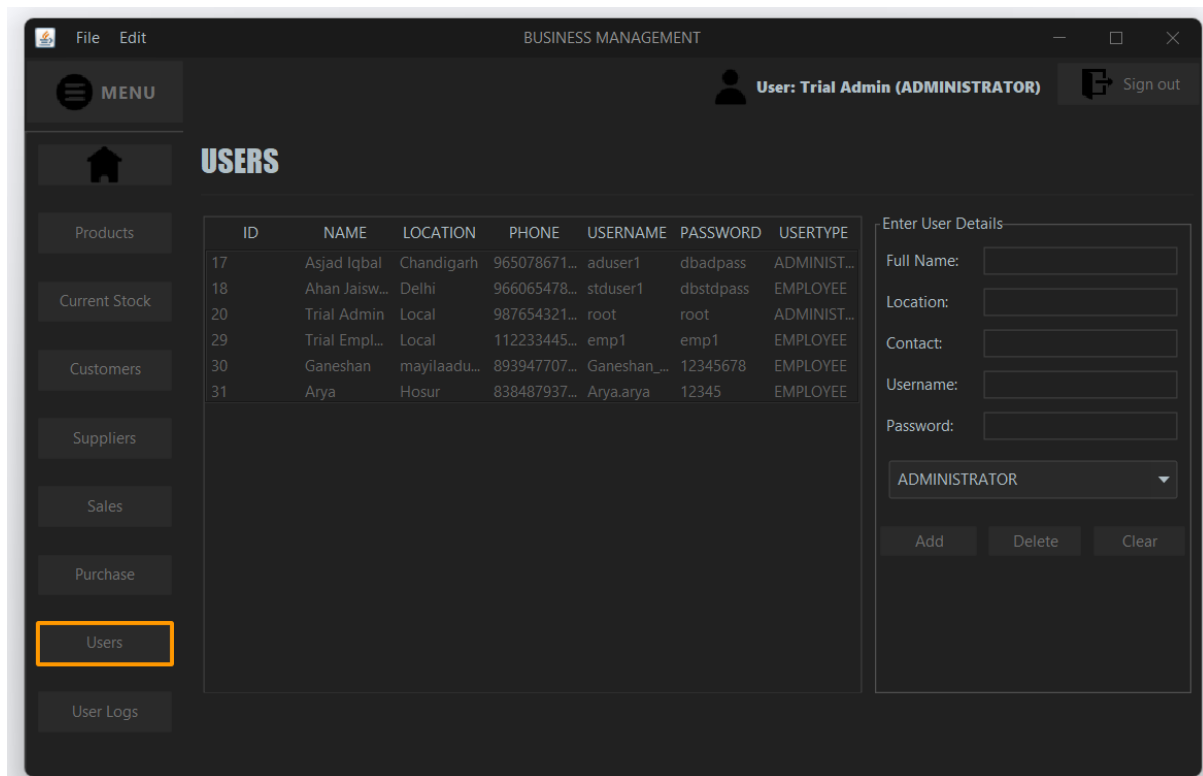 File Edit BUSINESS MANAGEMENT
MENU User: Trial Admin (ADMINISTRATOR) Sign out
USERS
Products
Current Stock
Customers
Suppliers
Sales
Purchase
Users
User Logs
ID NAME LOCATION PHONE USERNAME PASSWORD USERTYPE
17 Asjad Iqbal Chandigarh 965078671... aduser1 dbadpass ADMINIST...
18 Ahan Jaisw... Delhi 966065478... stduser1 dbstdpass EMPLOYEE
20 Trial Admin Local 987654321... root root ADMINIST...
29 Trial Empl... Local 112233445... emp1 emp1 EMPLOYEE
30 Ganeshan mayilaadu... 893947707... Ganeshan_... 12345678 EMPLOYEE
31 Arya Hosur 838487937... Arya.arya 12345 EMPLOYEE
Enter User Details
Full Name:
Location:
Contact:
Username:
Password:
ADMINISTRATOR
Add Delete Clear